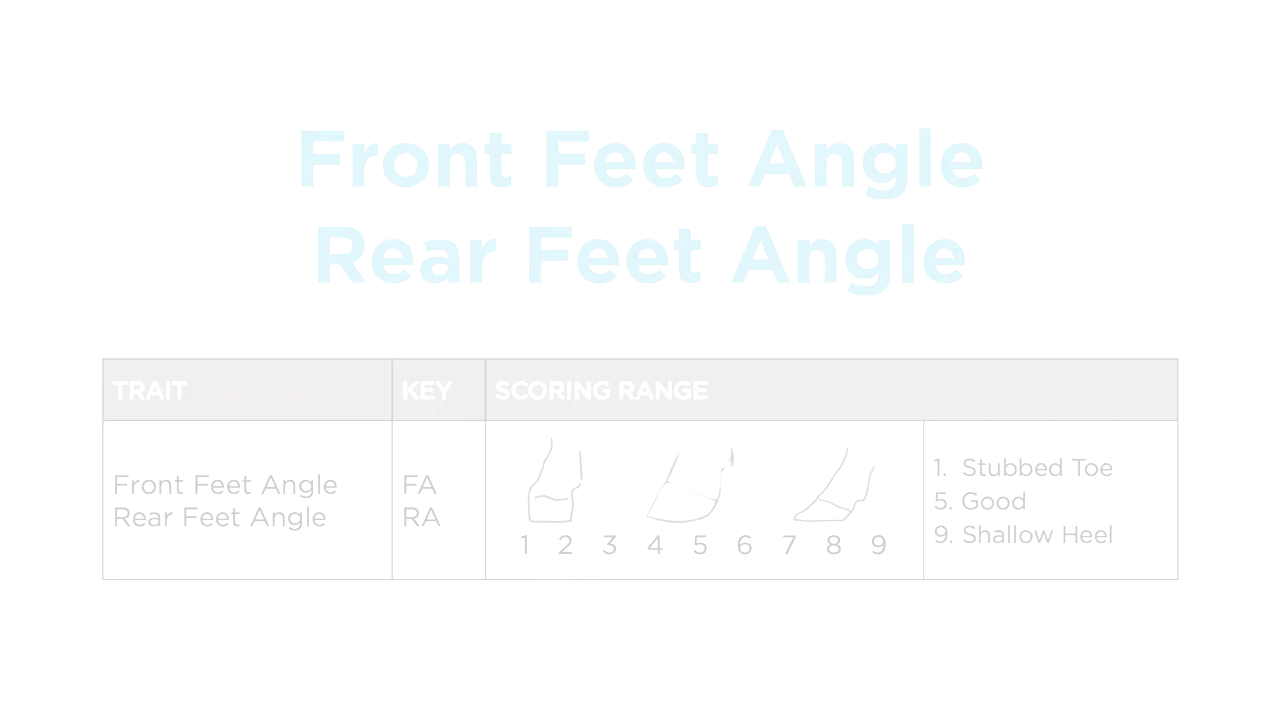 Front Feet Angle
Rear Feet Angle
TRAIT KEY SCORING RANGE
Front Feet Angle FA
Rear Feet Angle RA
1 2 3 4 5 6 7 8 9
1. Stubbed Toe
5. Good
9. Shallow Heel